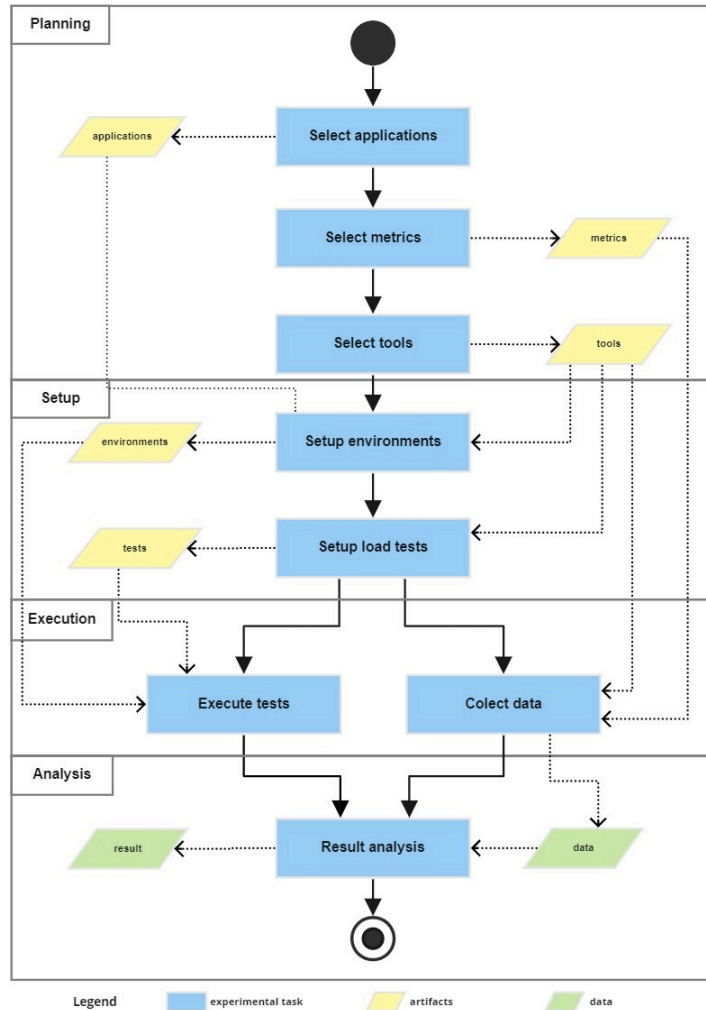 Planning
applications
Select applications
Select metrics
metrics
Select tools
tools
Setup
environments
Setup environments
tests
Setup load tests
Execution
Execute tests
Colect data
Analysis
result
Result analysis
data
Legend
experimental task
artifacts
data